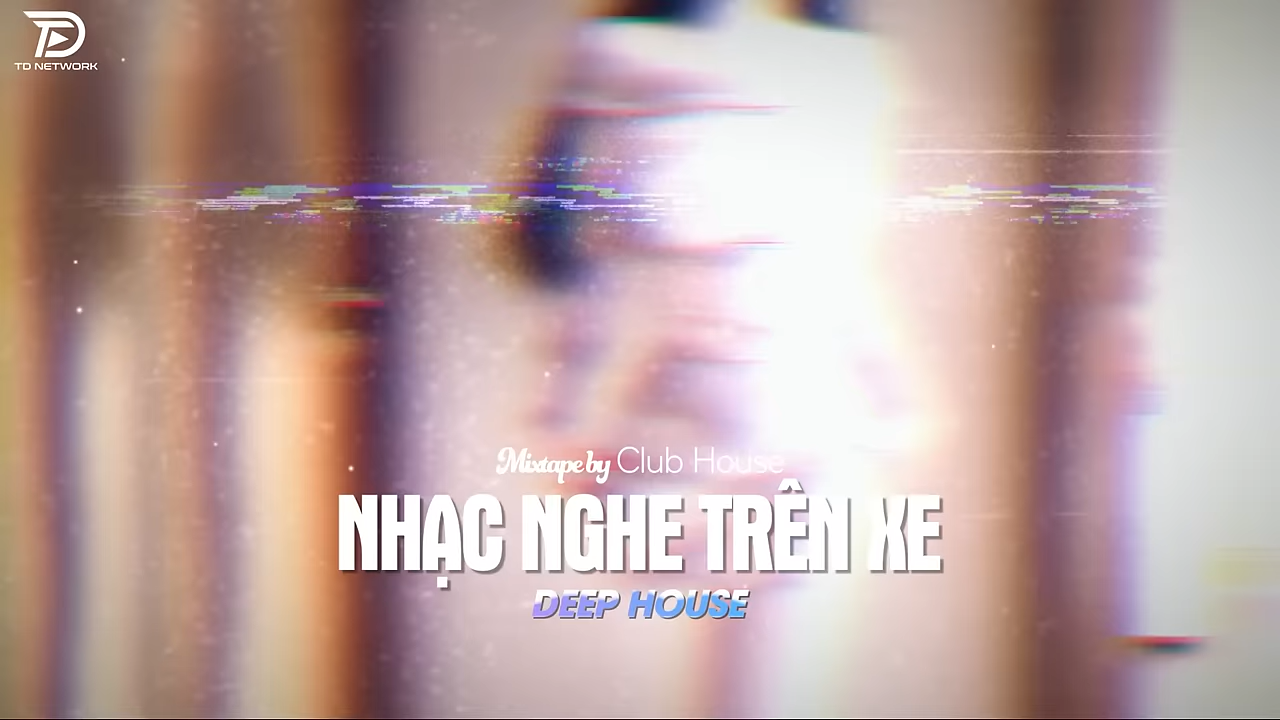 TD NETWORK
Mixtape by Club House
NHẠC NGHE TRÊN XE
DEEP HOUSE